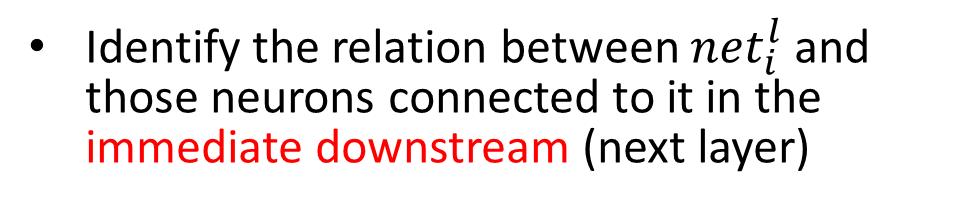 • Identify the relation between $net_i^l$ and
those neurons connected to it in the
immediate downstream (next layer)